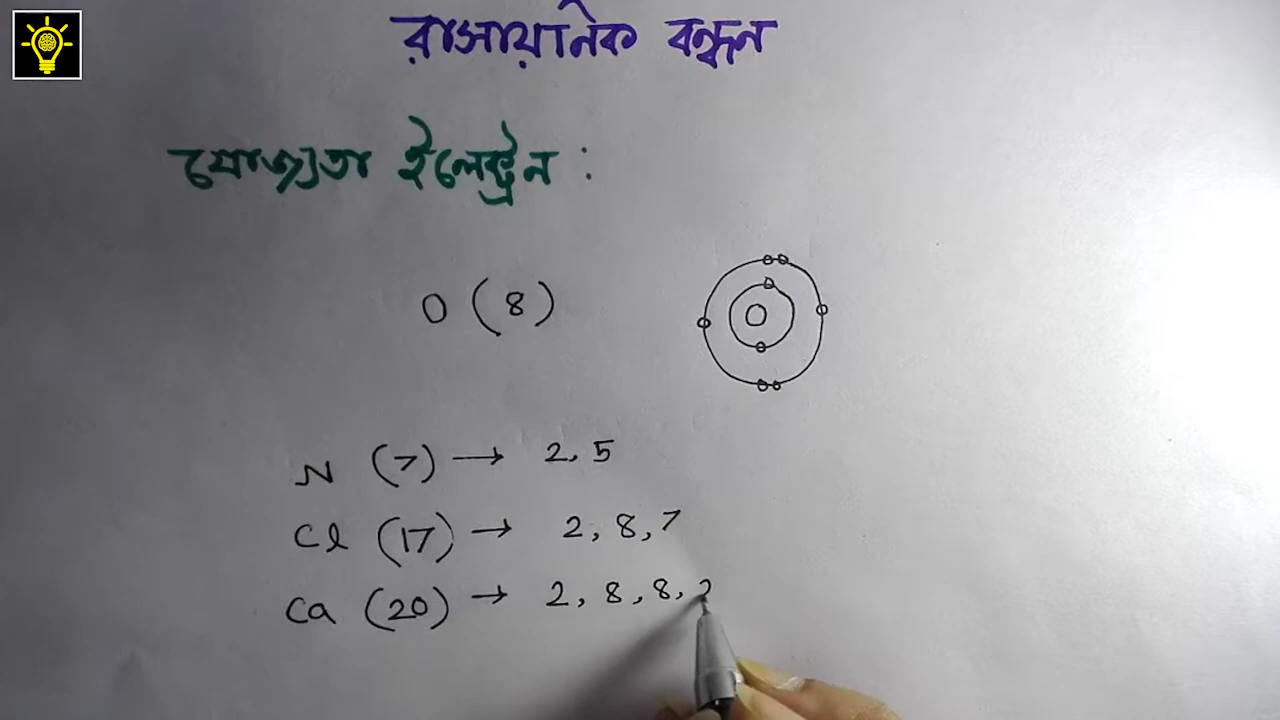 রাসায়নিক বন্ধন
যোজ্যতা ইলেক্ট্রন :
O (8)
N (7) → 2, 5
Cl (17) → 2, 8, 7
Ca (20) → 2, 8, 8, 2